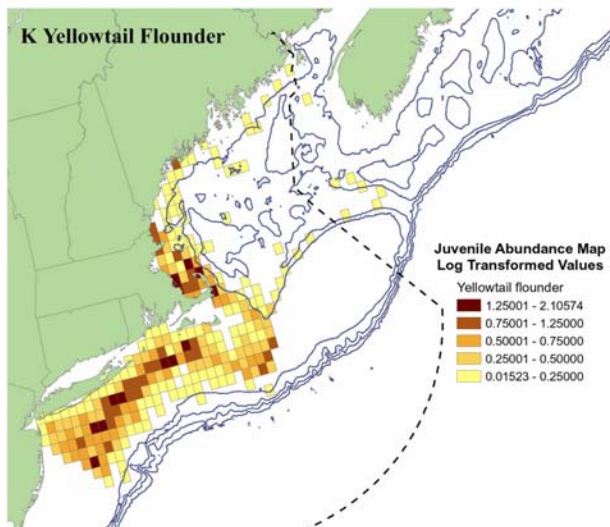 K Yellowtail Flounder
Juvenile Abundance Map
Log Transformed Values
Yellowtail flounder
1.25001 - 2.10574
0.75001 - 1.25000
0.50001 - 0.75000
0.25001 - 0.50000
0.01523 - 0.25000